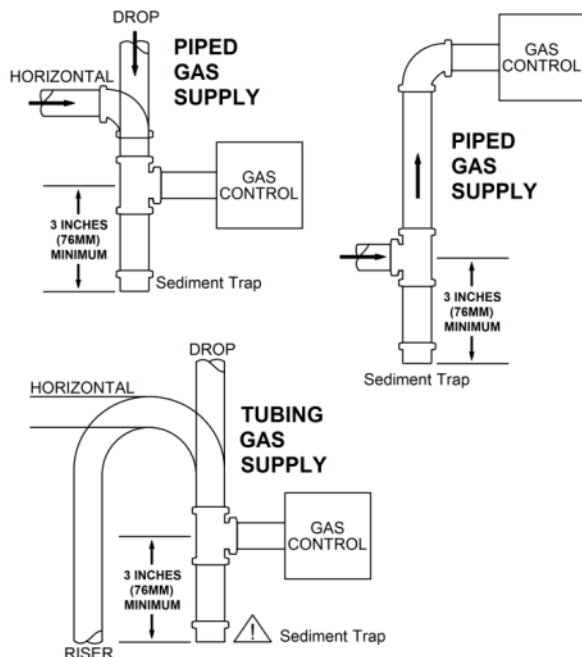 DROP
HORIZONTAL
PIPED
GAS
SUPPLY
GAS
CONTROL
3 INCHES
(76MM)
MINIMUM
Sediment Trap
GAS
CONTROL
PIPED
GAS
SUPPLY
3 INCHES
(76MM)
MINIMUM
Sediment Trap
DROP
HORIZONTAL
TUBING
GAS
SUPPLY
GAS
CONTROL
3 INCHES
(76MM)
MINIMUM
! Sediment Trap
RISER